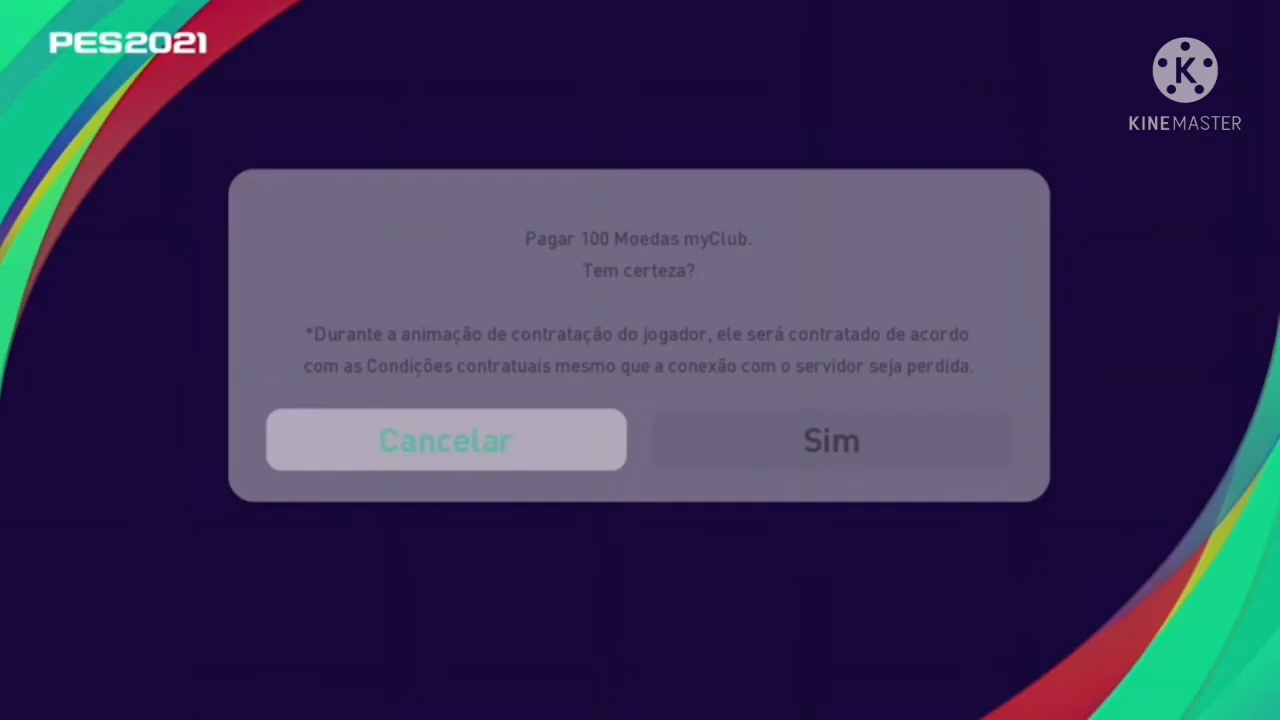 PES2021
K
KINEMASTER
Pagar 100 Moedas myClub.
Tem certeza?
*Durante a animação de contratação do jogador, ele será contratado de acordo
com as Condições contratuais mesmo que a conexão com o servidor seja perdida.
Cancelar
Sim